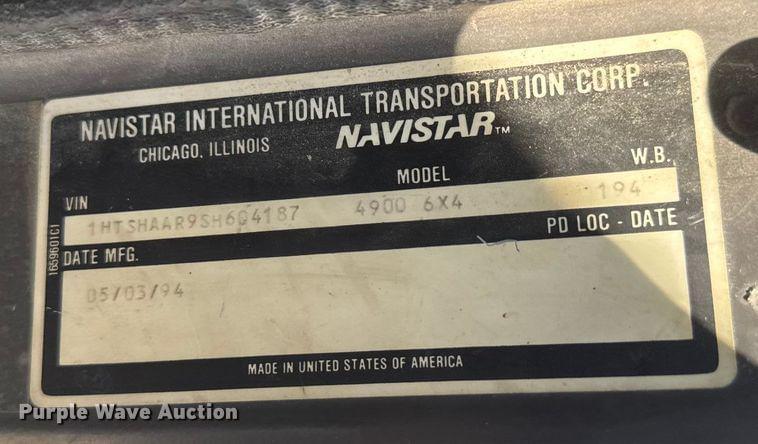 NAVISTAR INTERNATIONAL TRANSPORTATION CORP.
CHICAGO, ILLINOIS NAVISTAR™
VIN MODEL W.B.
1HTSHAAR9SH604187 4900 6X4 194
DATE MFG. PD LOC - DATE
05/03/94
MADE IN UNITED STATES OF AMERICA
1659601C1
Purple Wave Auction